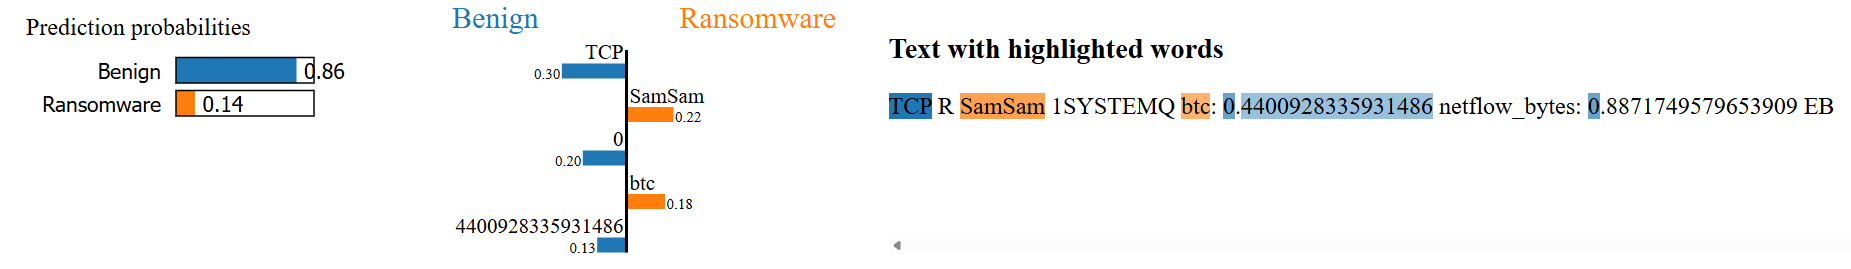 Prediction probabilities
Benign 0.86
Ransomware 0.14
Benign Ransomware
TCP
0.30
SamSam
0.22
0
0.20
btc
0.18
4400928335931486
0.13
Text with highlighted words
TCP R SamSam 1SYSTEMQ btc: 0.4400928335931486 netflow_bytes: 0.8871749579653909 EB